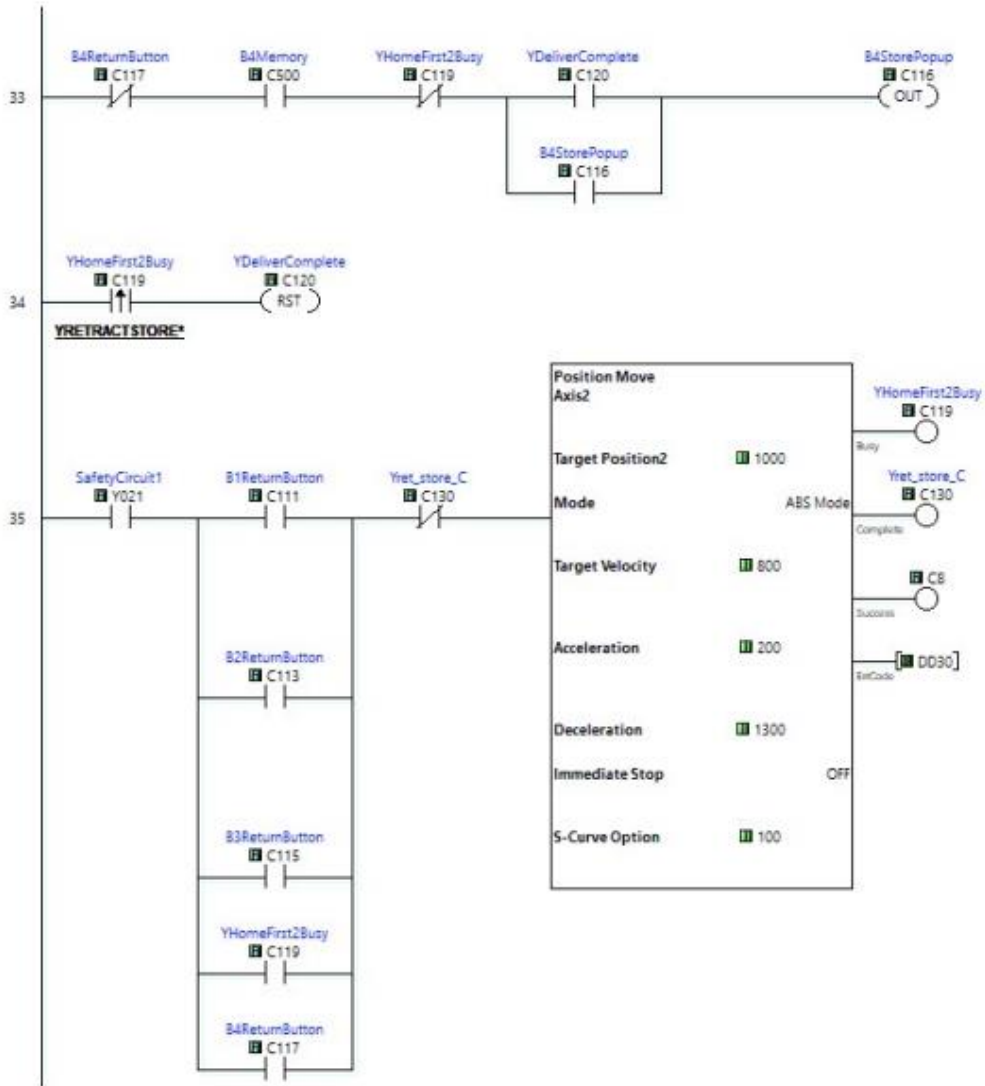 B4ReturnButton B4Memory YHomeFirst2Busy YDeliverComplete B4StorePopup
C117 C500 C119 C120 C116
33 OUT
B4StorePopup
C116
YHomeFirst2Busy YDeliverComplete
C119 C120
34 RST
YRETRACTSTORE*
Position Move
Axis2
YHomeFirst2Busy
C119
Busy
Target Position2 1000
SafetyCircuit1 B1ReturnButton Yret_store_C
Y021 C111 C130
35
Mode ABS Mode
Yret_store_C
C130
Complete
Target Velocity 800
C8
Success
B2ReturnButton
C113
Acceleration 200
DD30
ErrCode
Deceleration 1300
Immediate Stop OFF
B3ReturnButton
C115
S-Curve Option 100
YHomeFirst2Busy
C119
B4ReturnButton
C117